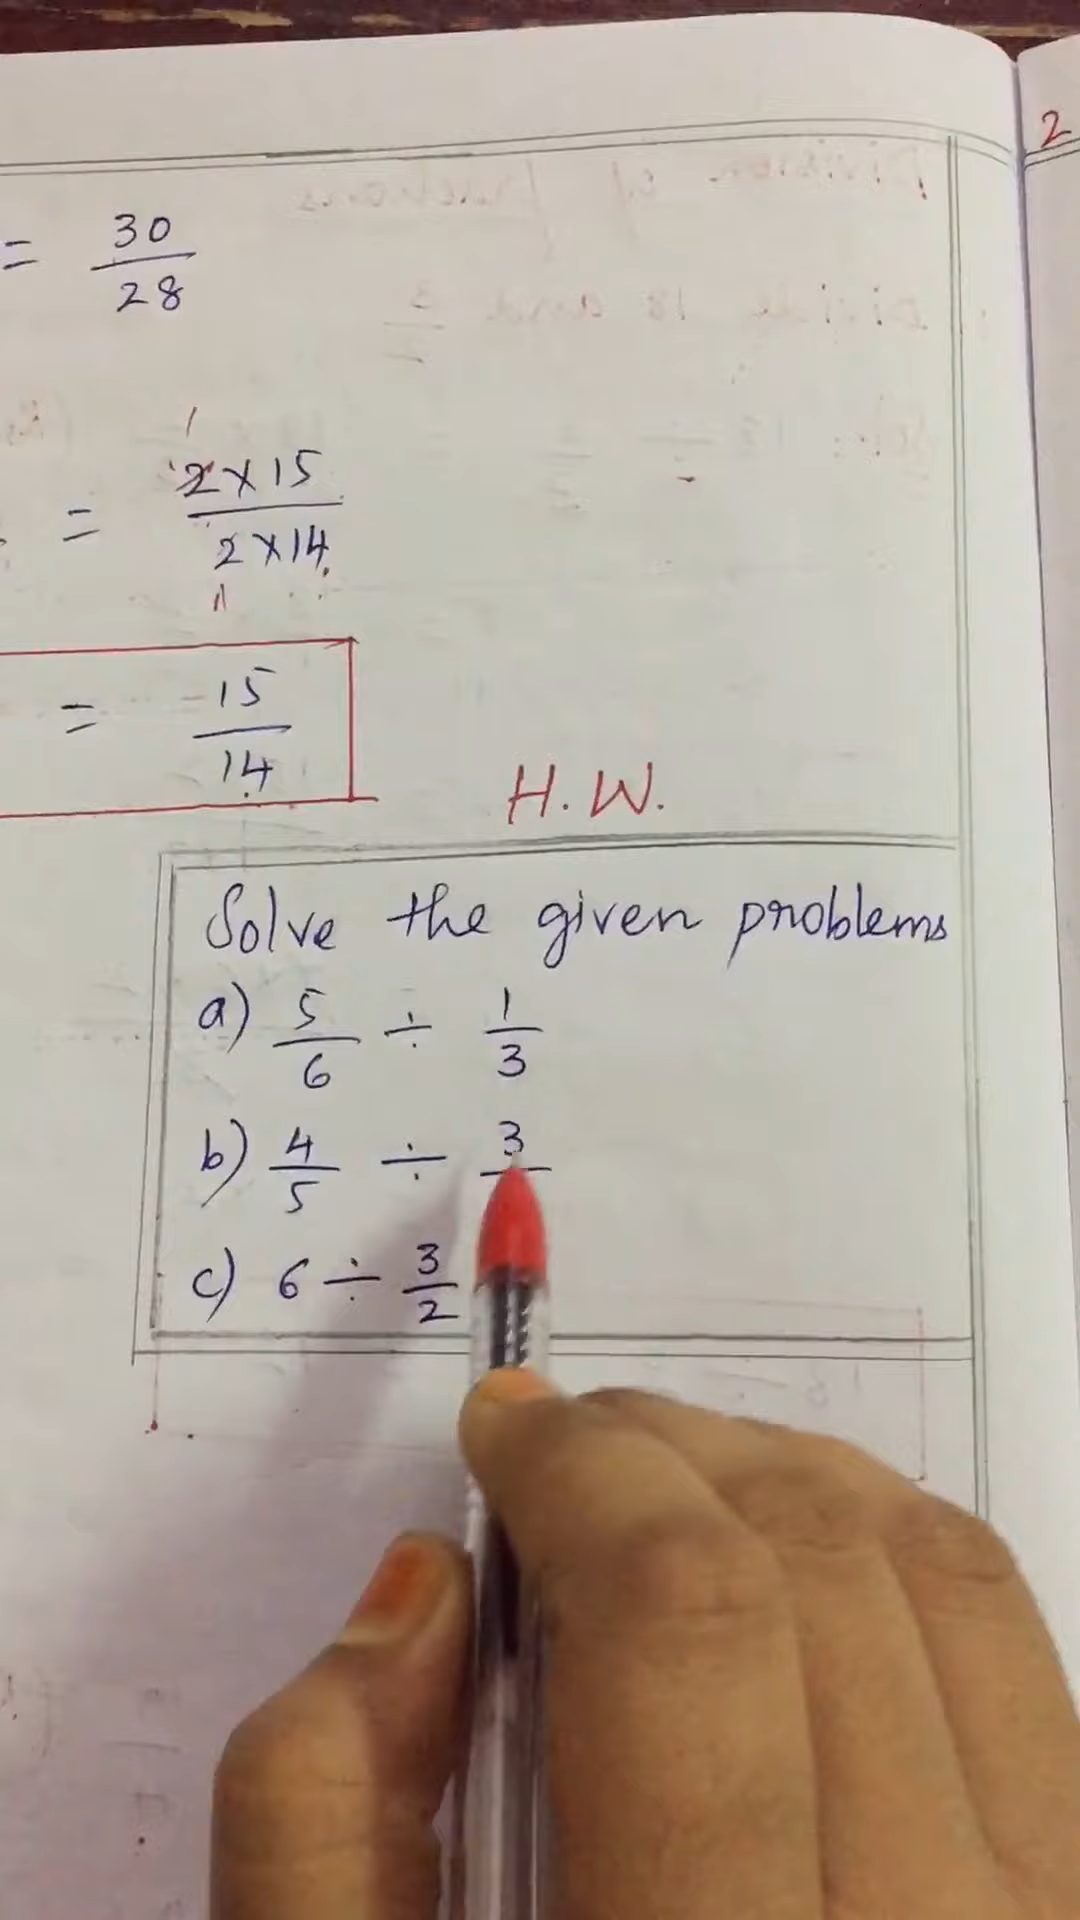 2
= 30/28
= 2×15/2×14
1
1
= 15/14
H.W.
Solve the given problems
a) 5/6 ÷ 1/3
b) 4/5 ÷ 3/
c) 6 ÷ 3/2